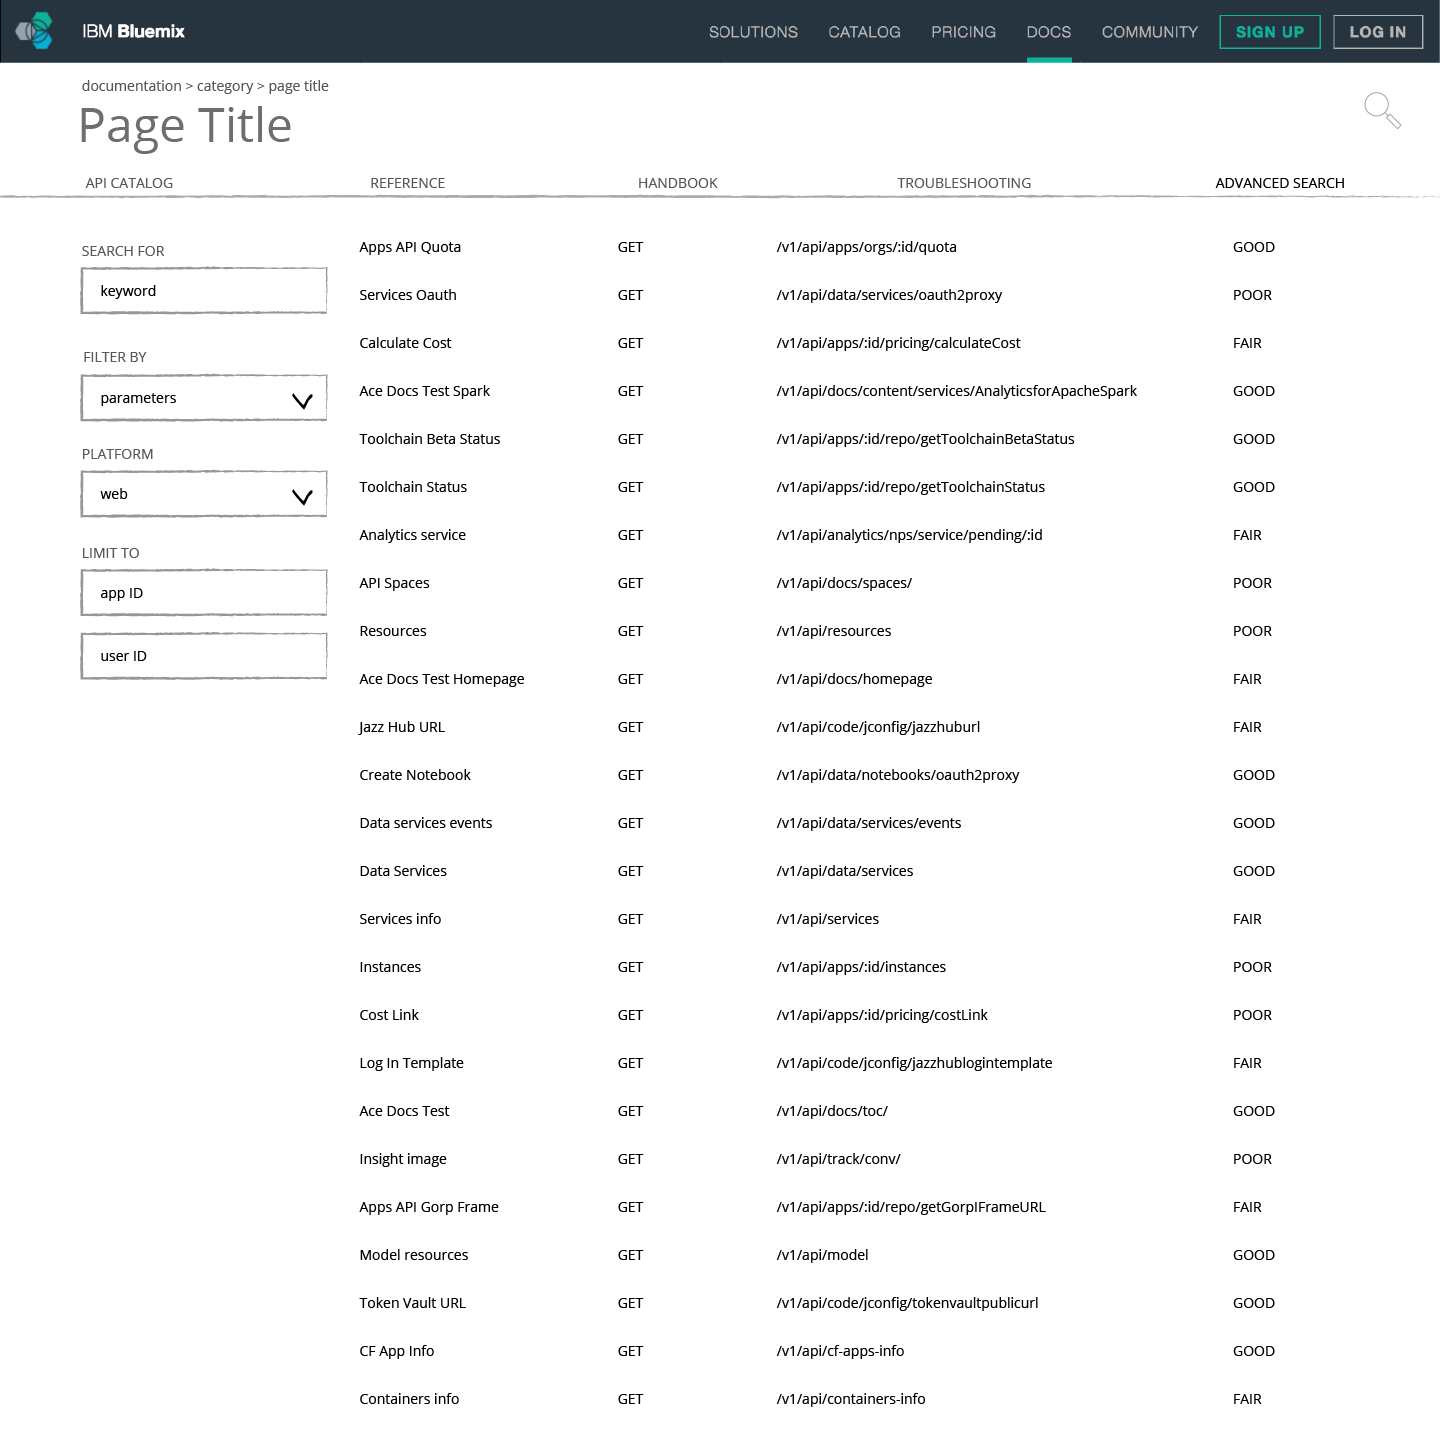 IBM Bluemix SOLUTIONS CATALOG PRICING DOCS COMMUNITY SIGN UP LOG IN
documentation > category > page title
Page Title
API CATALOG REFERENCE HANDBOOK TROUBLESHOOTING ADVANCED SEARCH
SEARCH FOR
keyword
FILTER BY
parameters
PLATFORM
web
LIMIT TO
app ID
user ID
Apps API Quota GET /v1/api/apps/orgs/:id/quota GOOD
Services Oauth GET /v1/api/data/services/oauth2proxy POOR
Calculate Cost GET /v1/api/apps/:id/pricing/calculateCost FAIR
Ace Docs Test Spark GET /v1/api/docs/content/services/AnalyticsforApacheSpark GOOD
Toolchain Beta Status GET /v1/api/apps/:id/repo/getToolchainBetaStatus GOOD
Toolchain Status GET /v1/api/apps/:id/repo/getToolchainStatus GOOD
Analytics service GET /v1/api/analytics/nps/service/pending/:id FAIR
API Spaces GET /v1/api/docs/spaces/ POOR
Resources GET /v1/api/resources POOR
Ace Docs Test Homepage GET /v1/api/docs/homepage FAIR
Jazz Hub URL GET /v1/api/code/jconfig/jazzhuburl FAIR
Create Notebook GET /v1/api/data/notebooks/oauth2proxy GOOD
Data services events GET /v1/api/data/services/events GOOD
Data Services GET /v1/api/data/services GOOD
Services info GET /v1/api/services FAIR
Instances GET /v1/api/apps/:id/instances POOR
Cost Link GET /v1/api/apps/:id/pricing/costLink POOR
Log In Template GET /v1/api/code/jconfig/jazzhublogintemplate FAIR
Ace Docs Test GET /v1/api/docs/toc/ GOOD
Insight image GET /v1/api/track/conv/ POOR
Apps API Gorp Frame GET /v1/api/apps/:id/repo/getGorpIFrameURL FAIR
Model resources GET /v1/api/model GOOD
Token Vault URL GET /v1/api/code/jconfig/tokenvaultpublicurl GOOD
CF App Info GET /v1/api/cf-apps-info GOOD
Containers info GET /v1/api/containers-info FAIR